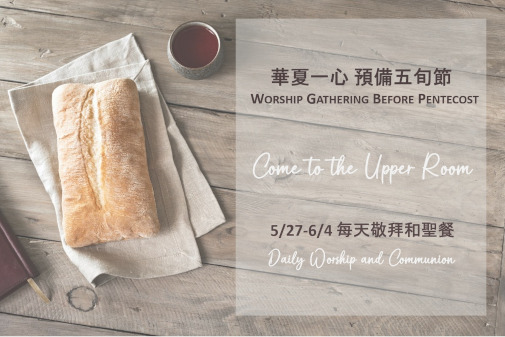 華夏一心 預備五旬節
WORSHIP GATHERING BEFORE PENTECOST
Come to the Upper Room
5/27-6/4 每天敬拜和聖餐
Daily Worship and Communion